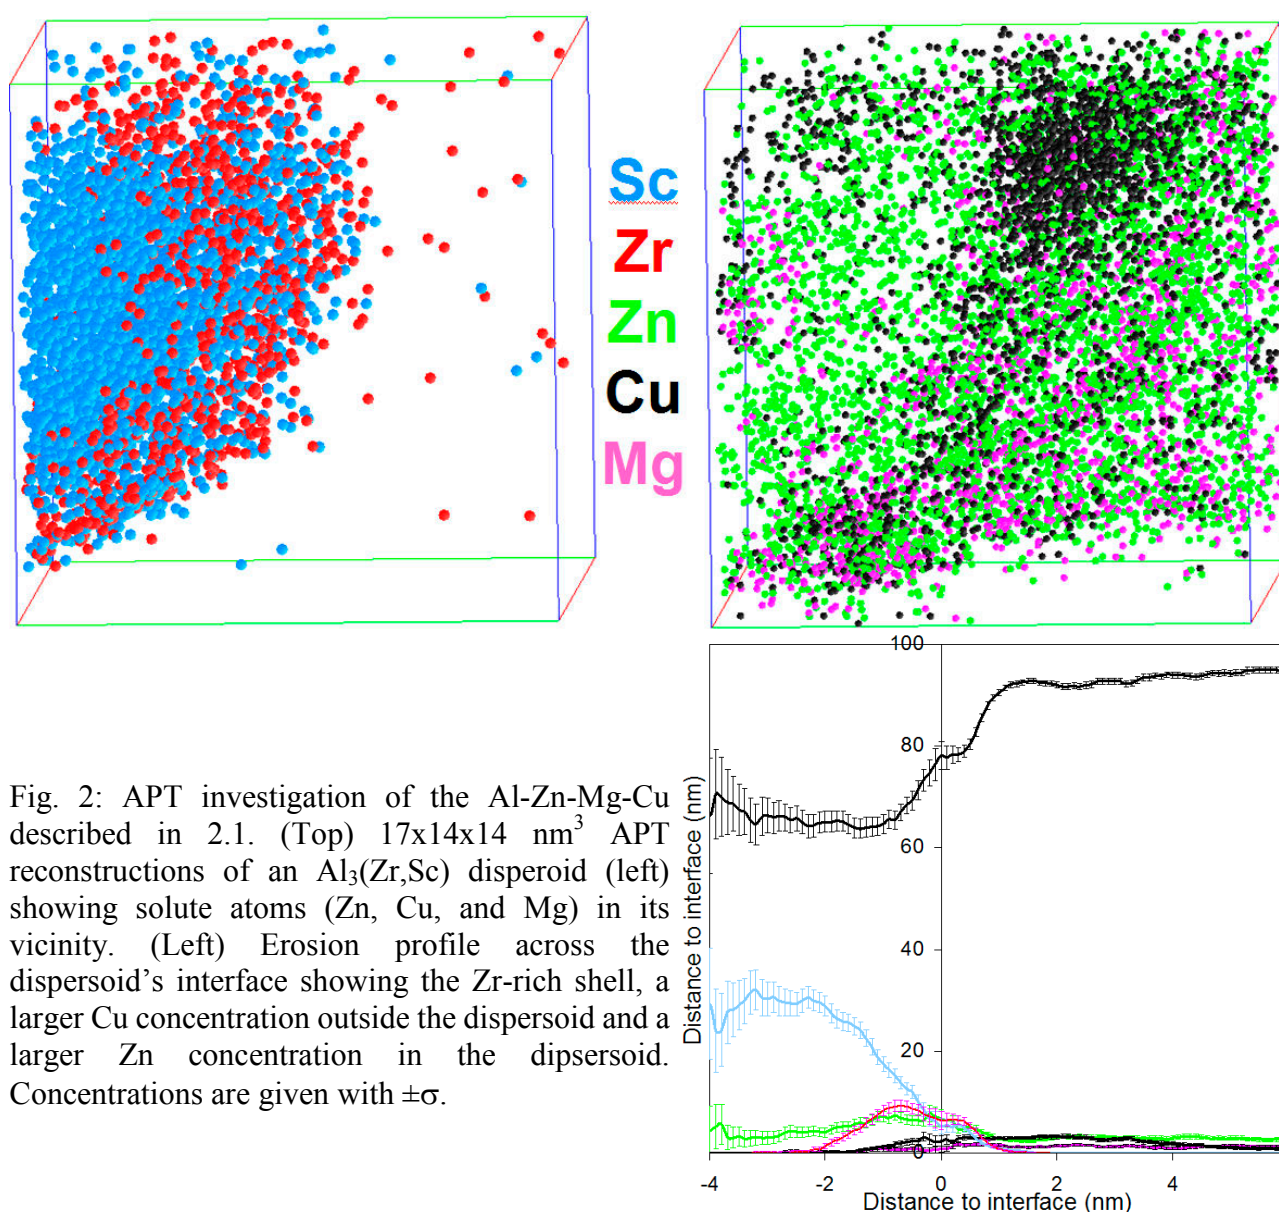 Sc
Zr
Zn
Cu
Mg
Fig. 2: APT investigation of the Al-Zn-Mg-Cu
described in 2.1. (Top) 17x14x14 nm³ APT
reconstructions of an Al₃(Zr,Sc) disperoid (left)
showing solute atoms (Zn, Cu, and Mg) in its
vicinity. (Left) Erosion profile across the
dispersoid’s interface showing the Zr-rich shell, a
larger Cu concentration outside the dispersoid and a
larger Zn concentration in the dipsersoid.
Concentrations are given with ±σ.
Distance to interface (nm)
100
80
60
40
20
0
-4 -2 0 2 4
Distance to interface (nm)